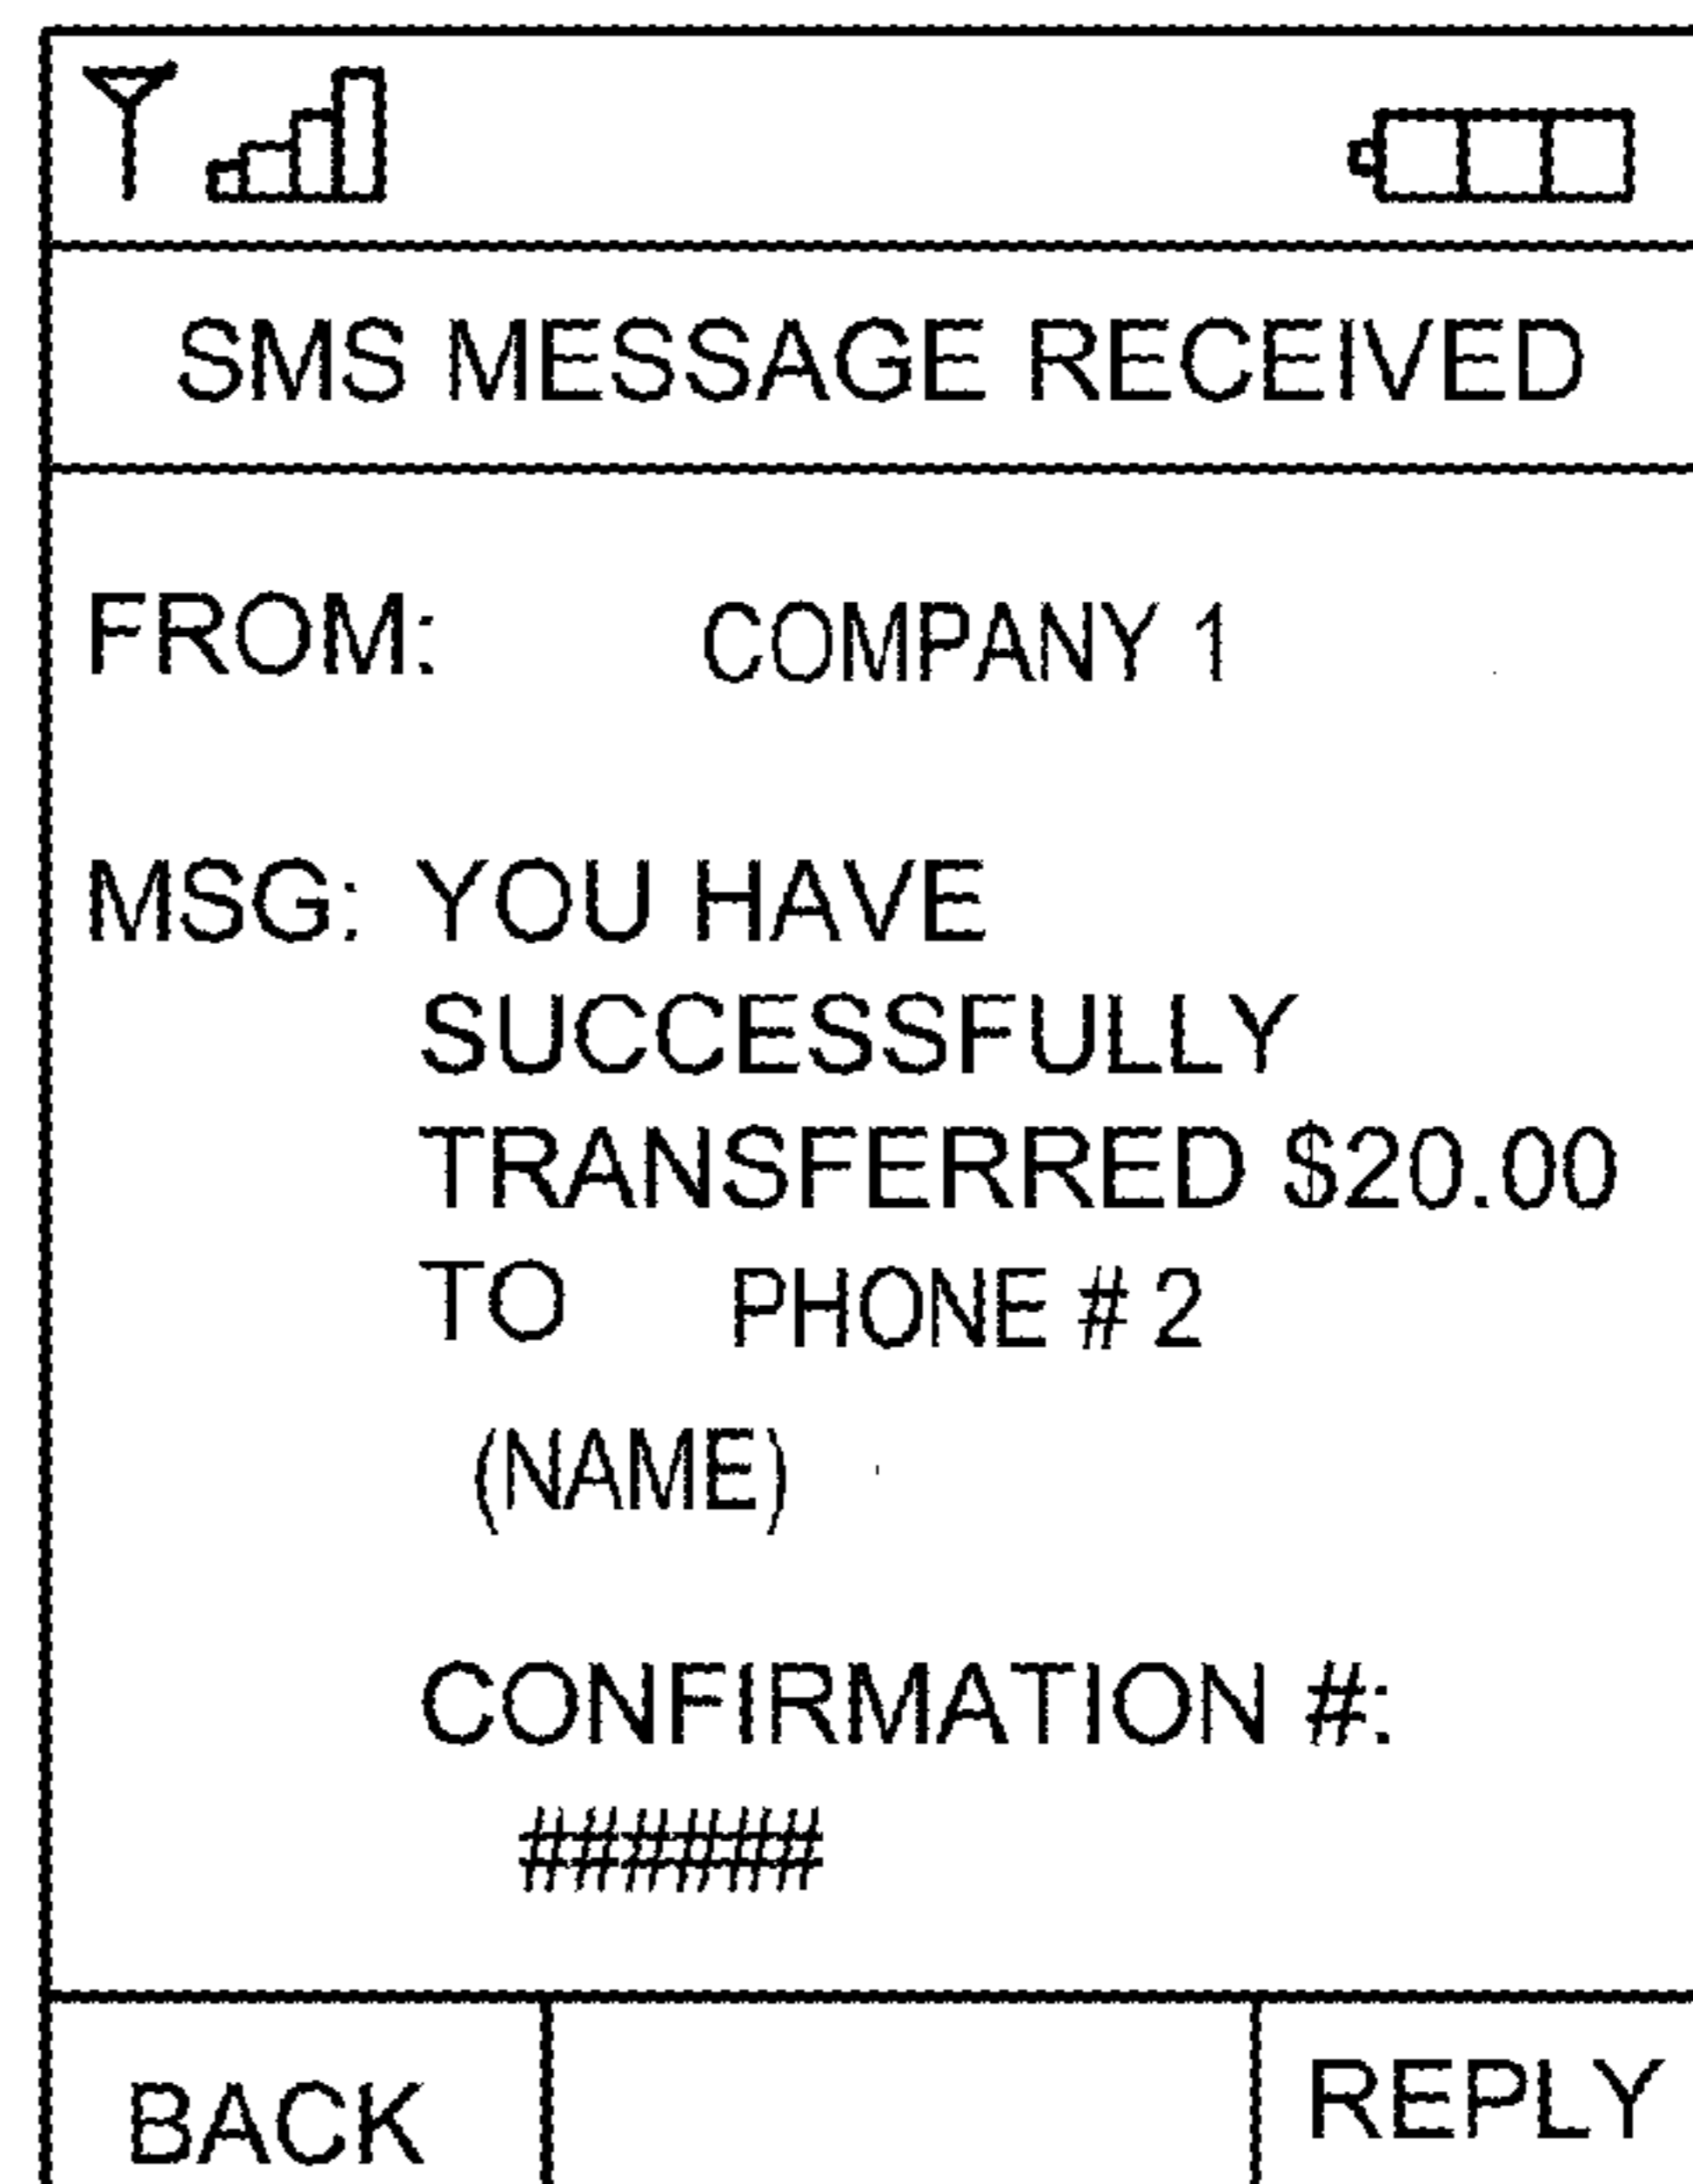 SMS MESSAGE RECEIVED
FROM: COMPANY 1
MSG: YOU HAVE
SUCCESSFULLY
TRANSFERRED $20.00
TO PHONE # 2
(NAME)
CONFIRMATION #:
######
BACK REPLY